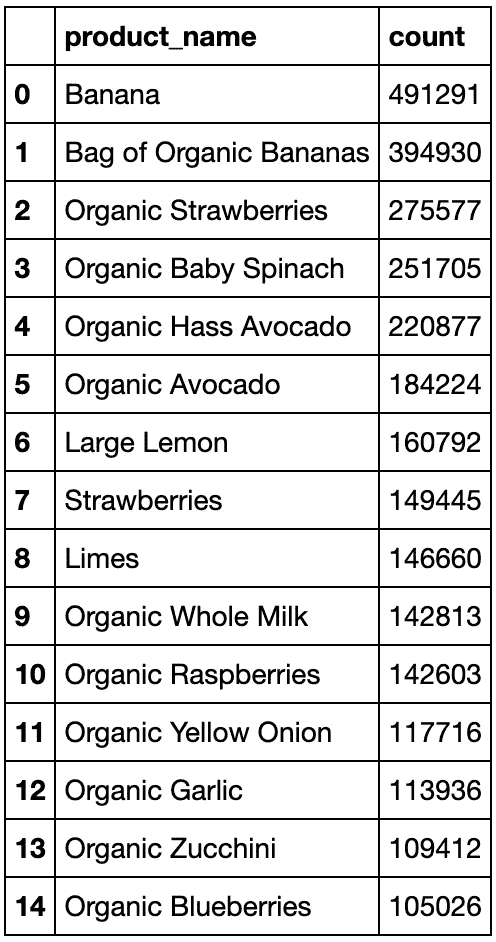 product_name count
0 Banana 491291
1 Bag of Organic Bananas 394930
2 Organic Strawberries 275577
3 Organic Baby Spinach 251705
4 Organic Hass Avocado 220877
5 Organic Avocado 184224
6 Large Lemon 160792
7 Strawberries 149445
8 Limes 146660
9 Organic Whole Milk 142813
10 Organic Raspberries 142603
11 Organic Yellow Onion 117716
12 Organic Garlic 113936
13 Organic Zucchini 109412
14 Organic Blueberries 105026